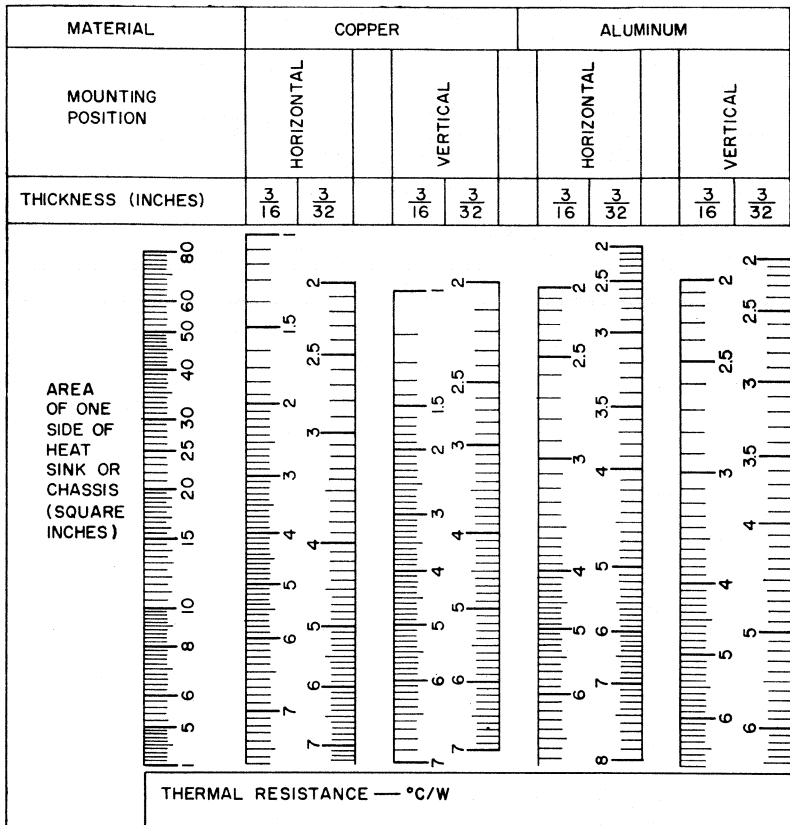 MATERIAL COPPER ALUMINUM
MOUNTING
POSITION
HORIZONTAL VERTICAL HORIZONTAL VERTICAL
THICKNESS (INCHES) 3/16 3/32 3/16 3/32 3/16 3/32 3/16 3/32
AREA
OF ONE
SIDE OF
HEAT
SINK OR
CHASSIS
(SQUARE
INCHES)
80 60 50 40 30 25 20 15 10 8 6 5
1 1.5 2 3 4 5 6 7
2 2.5 3 4 5 6 7
1 1.5 2 3 4 5 6 7
2 2.5 3 4 5 6 7
2 2.5 3 4 5 6
2 2.5 3 3.5 4 5 6 7 8
2 2.5 3 4 5 6
2 2.5 3 3.5 4 5 6
THERMAL RESISTANCE — °C/W